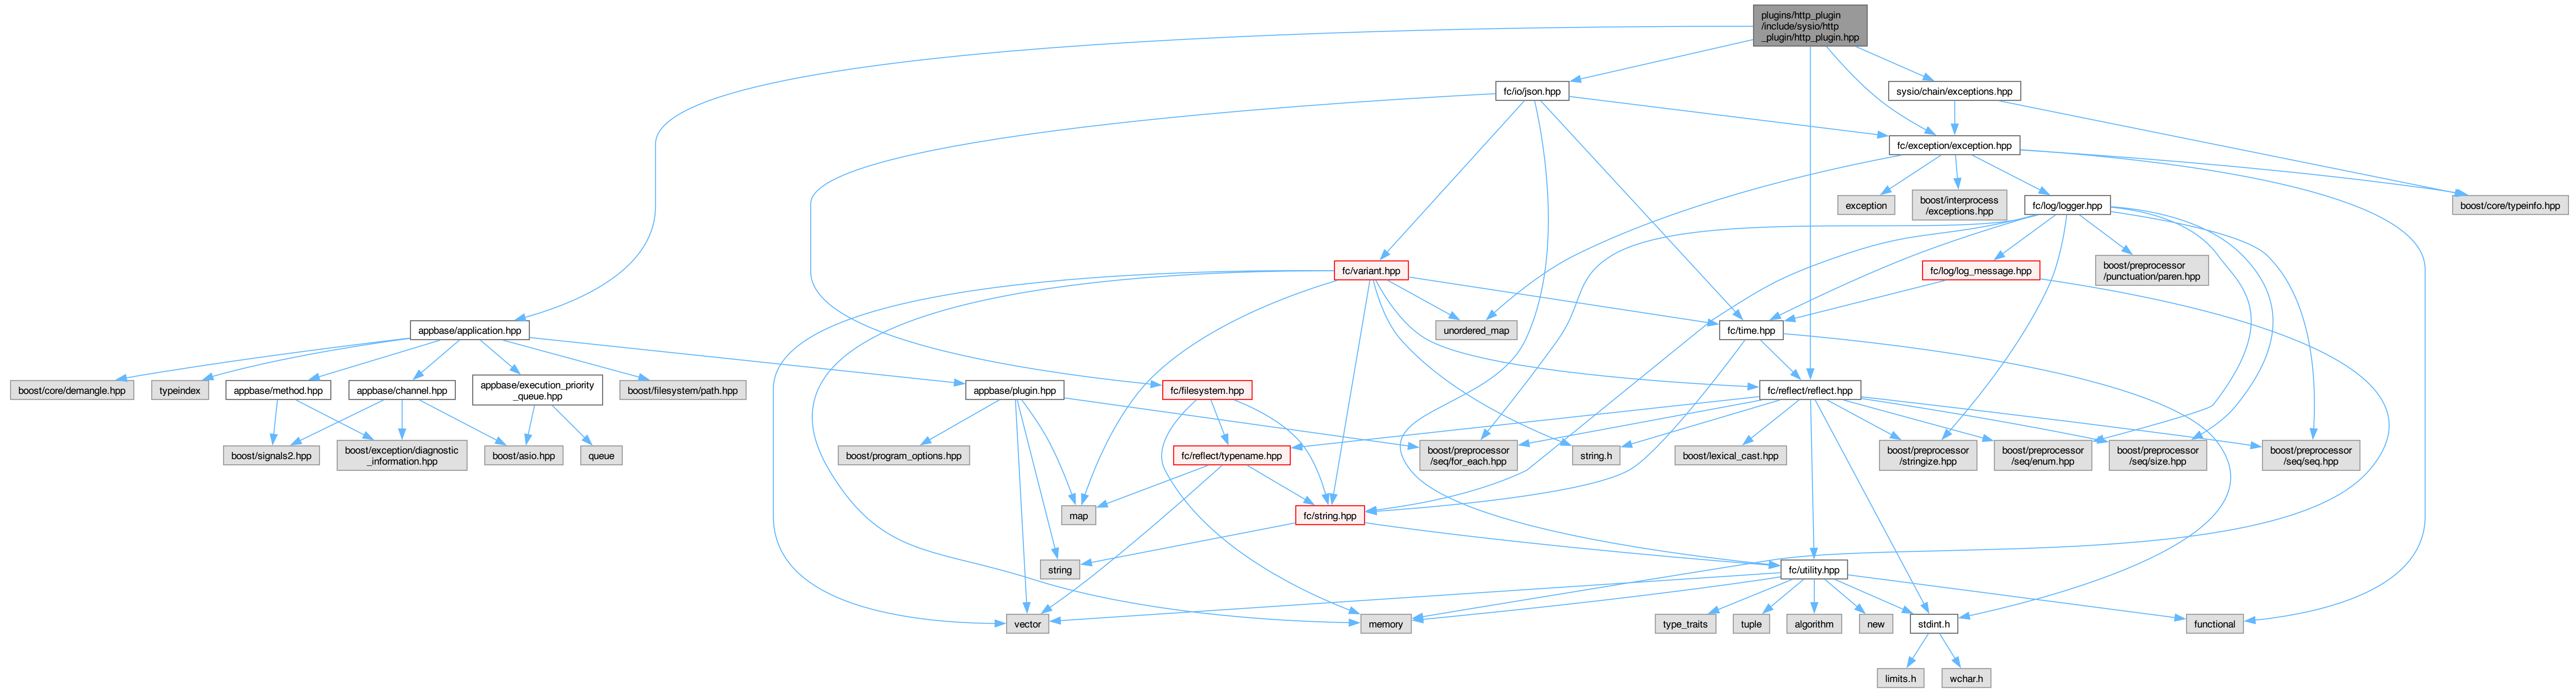 plugins/http_plugin
/include/sysio/http
_plugin/http_plugin.hpp
fc/io/json.hpp
sysio/chain/exceptions.hpp
fc/exception/exception.hpp
exception
boost/interprocess
/exceptions.hpp
fc/log/logger.hpp
boost/core/typeinfo.hpp
fc/variant.hpp
fc/log/log_message.hpp
boost/preprocessor
/punctuation/paren.hpp
appbase/application.hpp
unordered_map
fc/time.hpp
boost/core/demangle.hpp
typeindex
appbase/method.hpp
appbase/channel.hpp
appbase/execution_priority
_queue.hpp
boost/filesystem/path.hpp
appbase/plugin.hpp
fc/filesystem.hpp
fc/reflect/reflect.hpp
boost/signals2.hpp
boost/exception/diagnostic
_information.hpp
boost/asio.hpp
queue
boost/program_options.hpp
fc/reflect/typename.hpp
boost/preprocessor
/seq/for_each.hpp
string.h
boost/lexical_cast.hpp
boost/preprocessor
/stringize.hpp
boost/preprocessor
/seq/enum.hpp
boost/preprocessor
/seq/size.hpp
boost/preprocessor
/seq/seq.hpp
map
fc/string.hpp
string
fc/utility.hpp
vector
memory
type_traits
tuple
algorithm
new
stdint.h
functional
limits.h
wchar.h